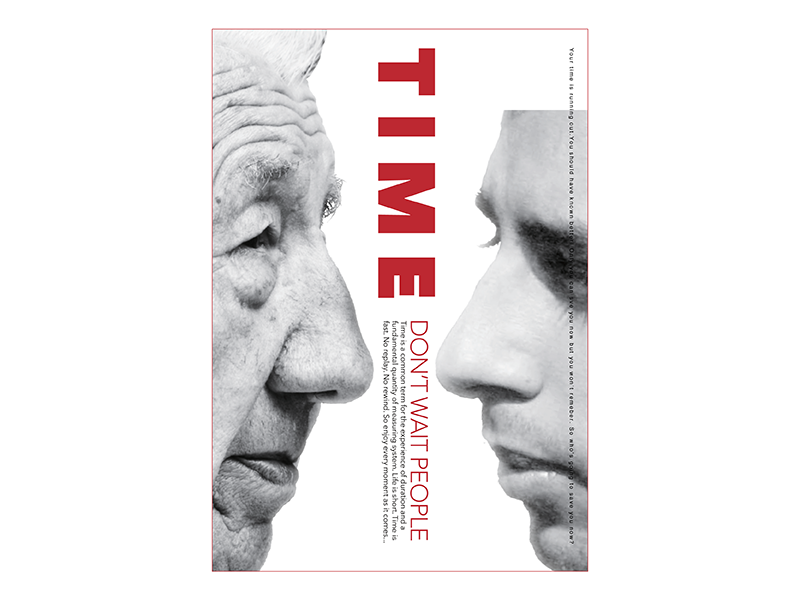 TIME
DON'T WAIT PEOPLE
Time is a common term for the experience of duration and a
fundamental quantity of measuring system. Life is short. Time is
fast. No replay. No rewind. So enjoy every moment as it comes...
Your time is running out. You should have known better. can save you now but you won't remeber. So who's going to save you now?